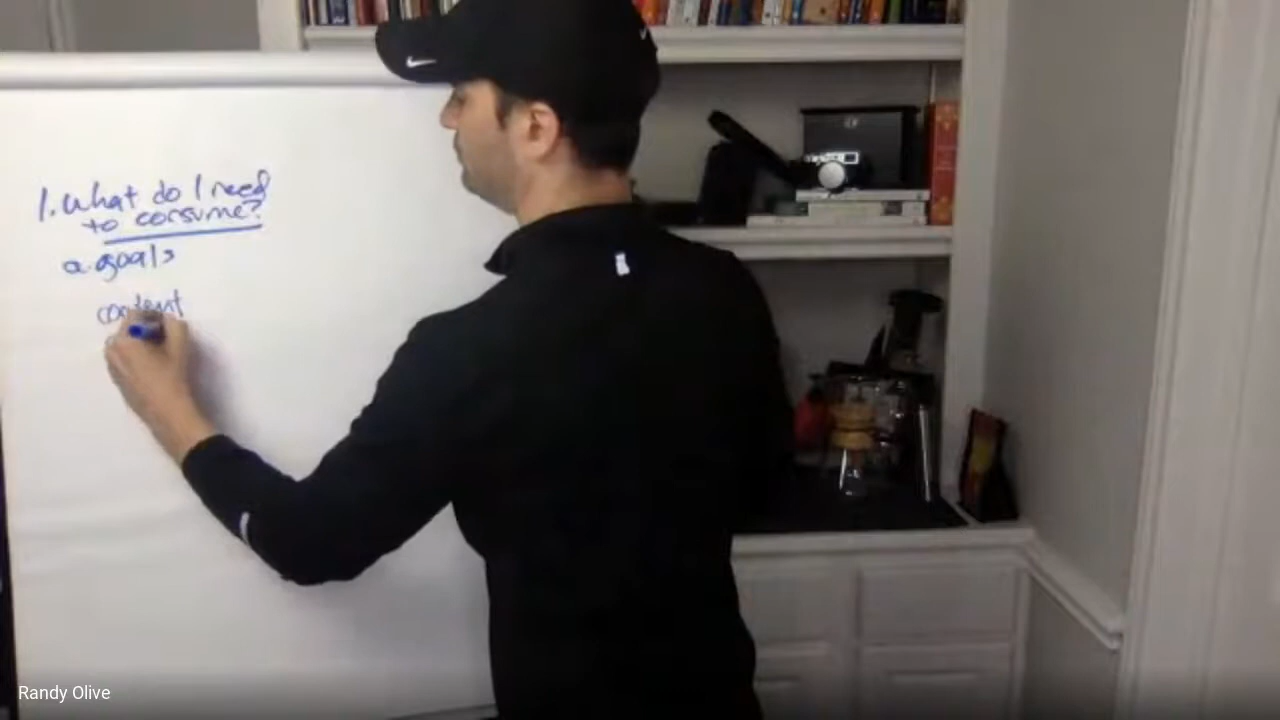 1. What do I need
to consume?
a. goals
content
Randy Olive